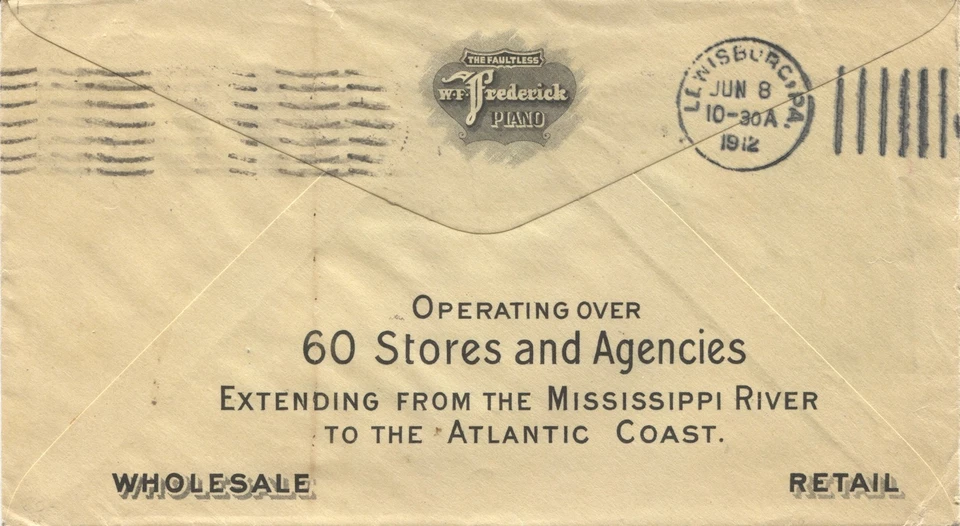 THE FAULTLESS
W.F. Frederick
PIANO
LEWISBURG, PA.
JUN 8
10-30A
1912
OPERATING OVER
60 Stores and Agencies
EXTENDING FROM THE MISSISSIPPI RIVER
TO THE ATLANTIC COAST.
WHOLESALE
RETAIL